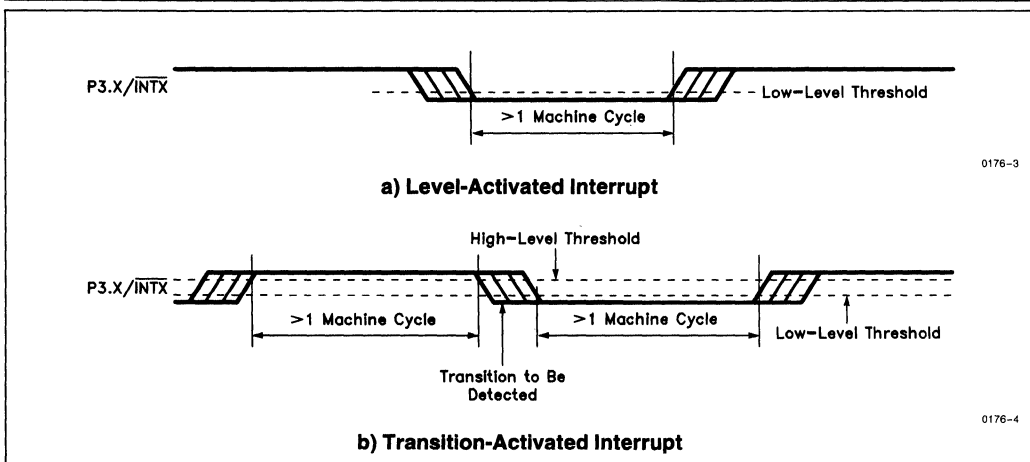 P3.X/INTX
Low-Level Threshold
>1 Machine Cycle
0176-3
a) Level-Activated Interrupt
High-Level Threshold
P3.X/INTX
>1 Machine Cycle
>1 Machine Cycle
Low-Level Threshold
Transition to Be
Detected
0176-4
b) Transition-Activated Interrupt